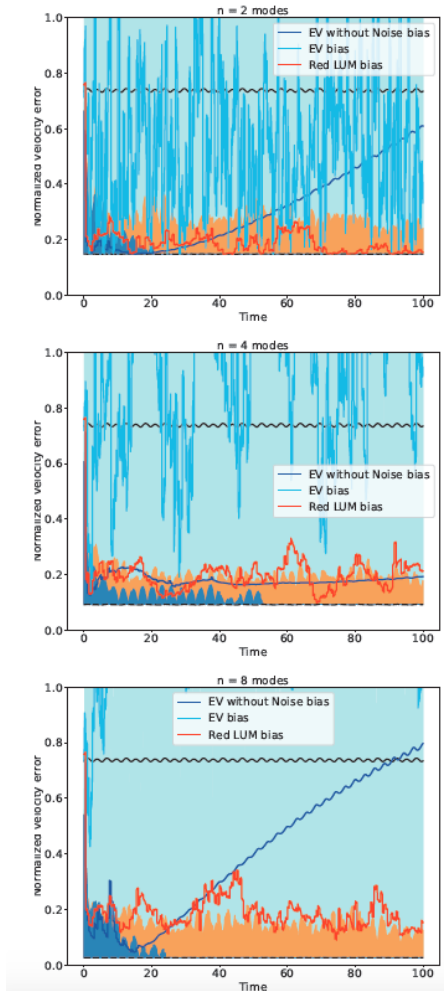 n = 2 modes
EV without Noise bias
EV bias
Red LUM bias
1.0
0.8
0.6
0.4
0.2
0.0
Normalized velocity error
0
20
40
60
80
100
Time
n = 4 modes
1.0
0.8
0.6
0.4
0.2
0.0
Normalized velocity error
EV without Noise bias
EV bias
Red LUM bias
0
20
40
60
80
100
Time
n = 8 modes
EV without Noise bias
EV bias
Red LUM bias
1.0
0.8
0.6
0.4
0.2
0.0
Normalized velocity error
0
20
40
60
80
100
Time